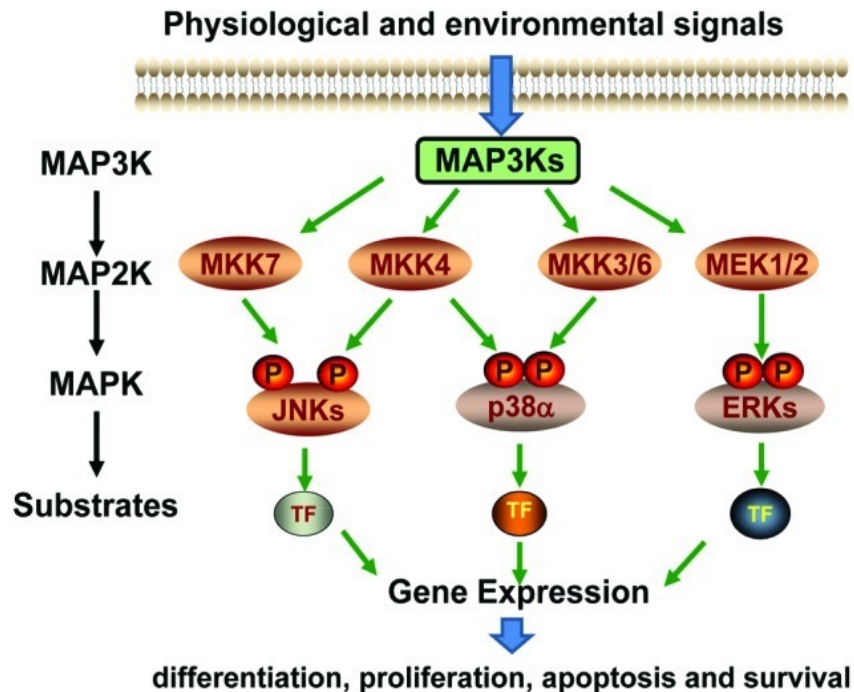 Physiological and environmental signals
MAP3K
MAP3Ks
MAP2K
MKK7
MKK4
MKK3/6
MEK1/2
P
P
P
P
P
P
MAPK
JNKs
p38α
ERKs
Substrates
TF
TF
TF
Gene Expression
differentiation, proliferation, apoptosis and survival